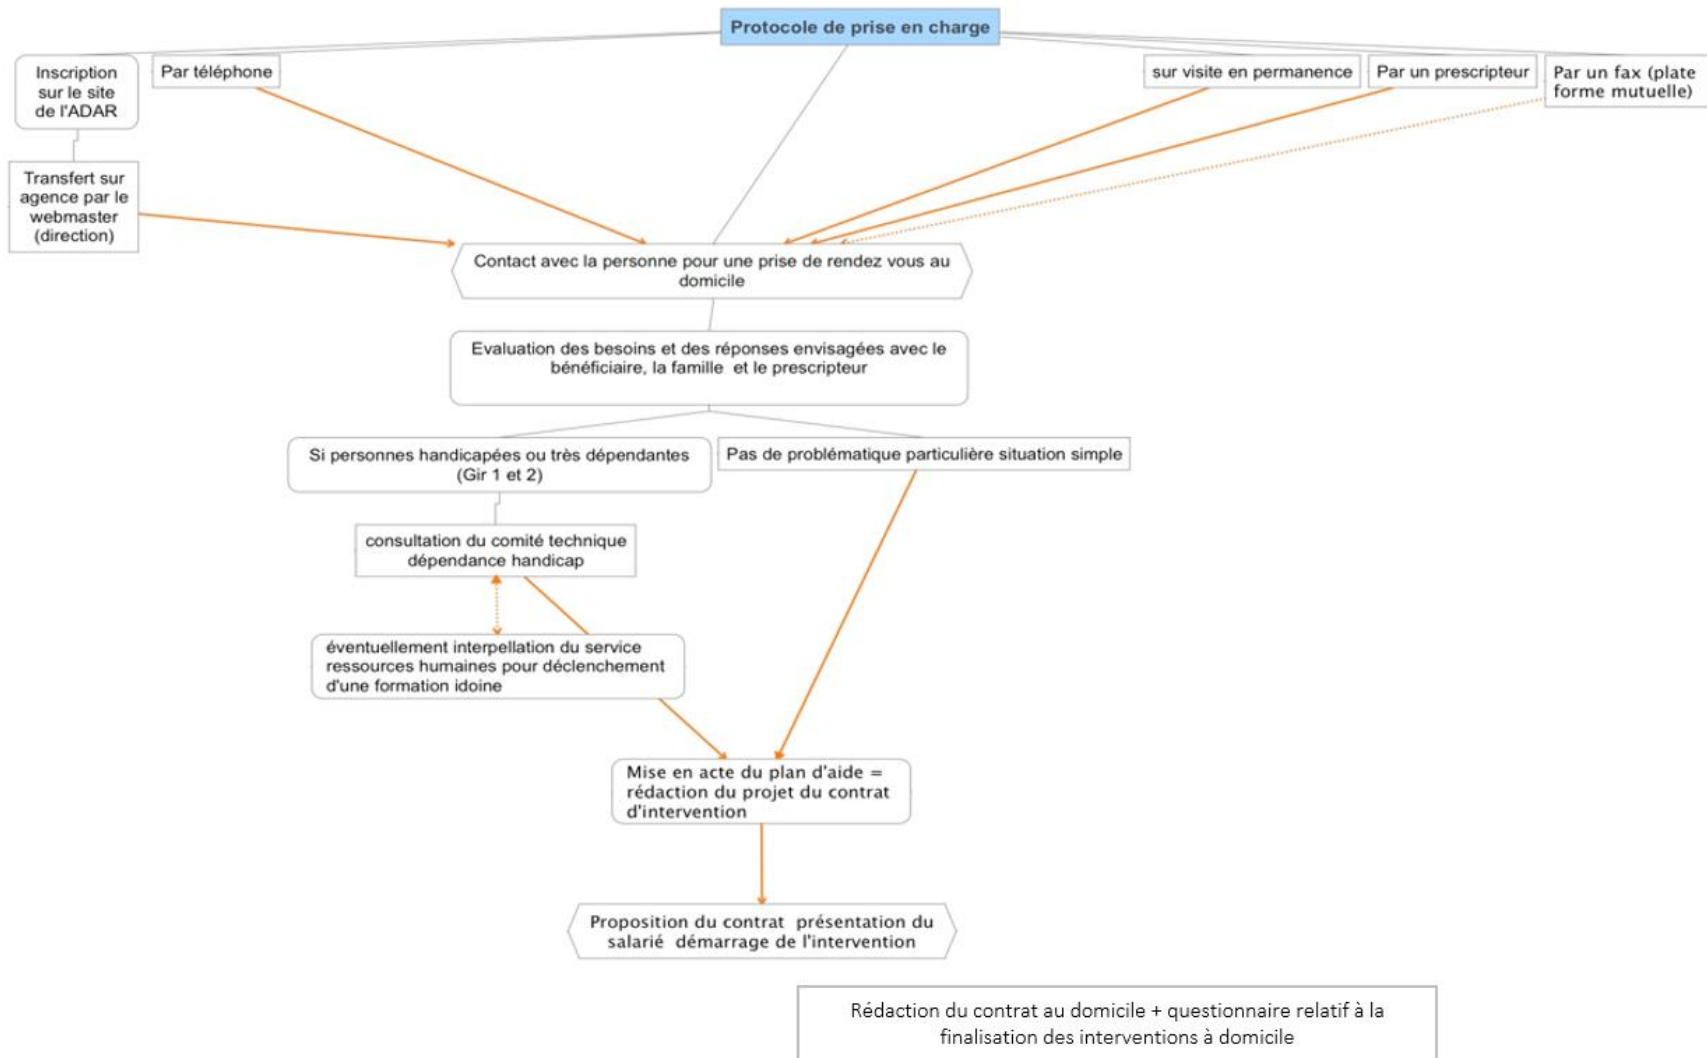 Protocole de prise en charge
Inscription
sur le site
de l'ADAR
Par téléphone
sur visite en permanence
Par un prescripteur
Par un fax (plate
forme mutuelle)
Transfert sur
agence par le
webmaster
(direction)
Contact avec la personne pour une prise de rendez vous au
domicile
Evaluation des besoins et des réponses envisagées avec le
bénéficiaire, la famille et le prescripteur
Si personnes handicapées ou très dépendantes
(Gir 1 et 2)
Pas de problématique particulière situation simple
consultation du comité technique
dépendance handicap
éventuellement interpellation du service
ressources humaines pour déclenchement
d'une formation idoine
Mise en acte du plan d'aide =
rédaction du projet du contrat
d'intervention
Proposition du contrat présentation du
salarié démarrage de l'intervention
Rédaction du contrat au domicile + questionnaire relatif à la
finalisation des interventions à domicile